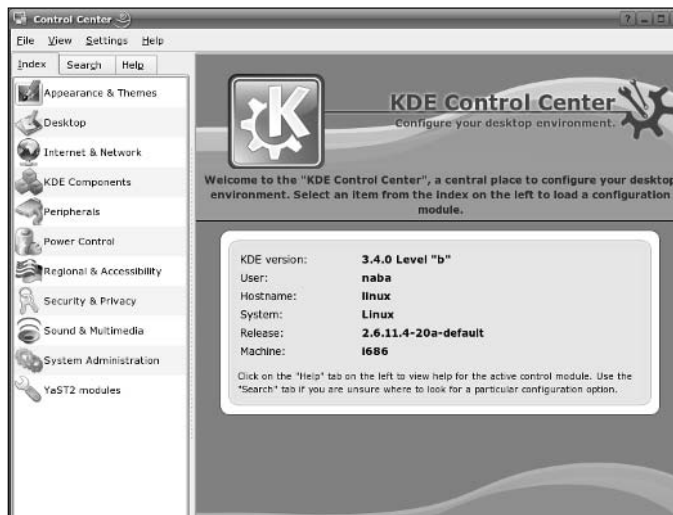 Control Center
File View Settings Help
Index Search Help
Appearance & Themes
Desktop
Internet & Network
KDE Components
Peripherals
Power Control
Regional & Accessibility
Security & Privacy
Sound & Multimedia
System Administration
YaST2 modules
KDE Control Center
Configure your desktop environment.
Welcome to the "KDE Control Center", a central place to configure your desktop
environment. Select an item from the index on the left to load a configuration
module.
KDE version: 3.4.0 Level "b"
User: naba
Hostname: linux
System: Linux
Release: 2.6.11.4-20a-default
Machine: i686
Click on the "Help" tab on the left to view help for the active control module. Use the
"Search" tab if you are unsure where to look for a particular configuration option.